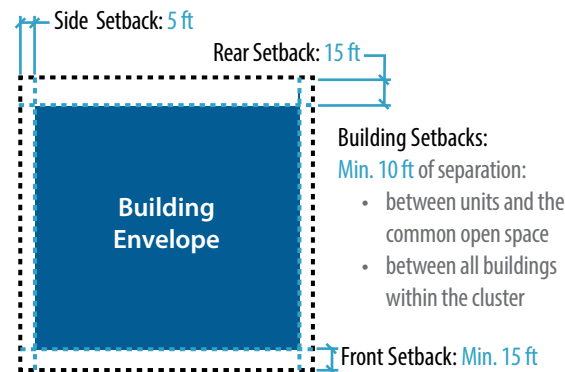 Side Setback: 5 ft
Rear Setback: 15 ft
Building Setbacks:
Min. 10 ft of separation:
• between units and the
common open space
• between all buildings
within the cluster
Building
Envelope
Front Setback: Min. 15 ft